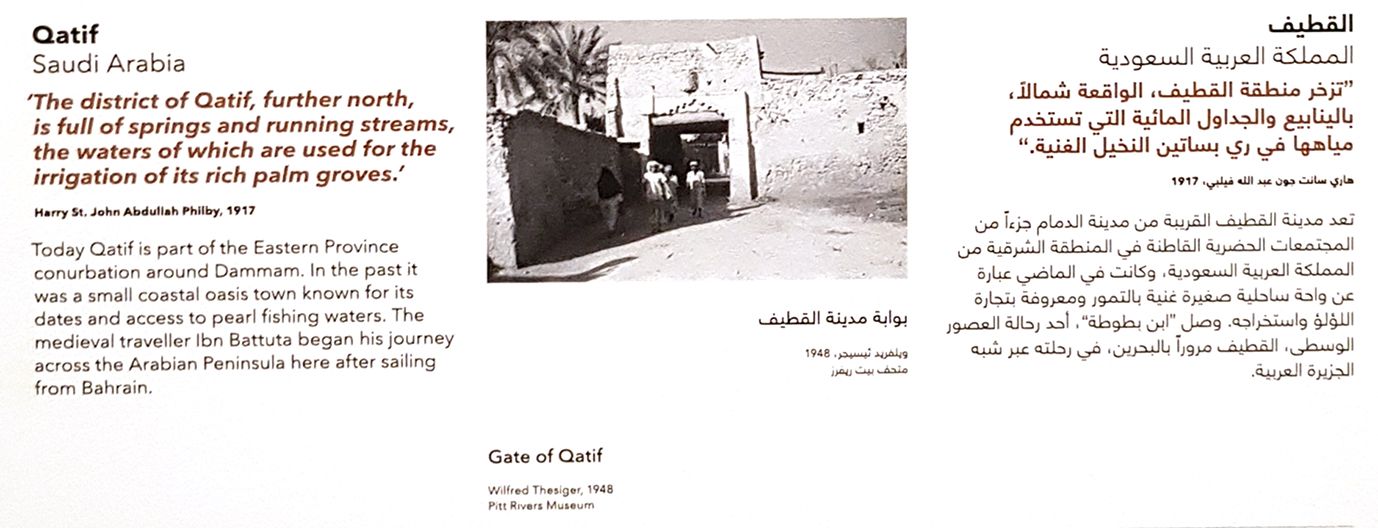 Qatif
Saudi Arabia
‘The district of Qatif, further north,
is full of springs and running streams,
the waters of which are used for the
irrigation of its rich palm groves.’
Harry St. John Abdullah Philby, 1917
Today Qatif is part of the Eastern Province
conurbation around Dammam. In the past it
was a small coastal oasis town known for its
dates and access to pearl fishing waters. The
medieval traveller Ibn Battuta began his journey
across the Arabian Peninsula here after sailing
from Bahrain.
بوابة مدينة القطيف
ويلفريد ثيسيجر، 1948
متحف بيت ريفرز
Gate of Qatif
Wilfred Thesiger, 1948
Pitt Rivers Museum
القطيف
المملكة العربية السعودية
”تزخر منطقة القطيف، الواقعة شمالاً،
بالينابيع والجداول المائية التي تستخدم
مياهها في ري بساتين النخيل الغنية.“
هاري سانت جون عبد الله فيلبي، 1917
تعد مدينة القطيف القريبة من مدينة الدمام جزءاً من
المجتمعات الحضرية القاطنة في المنطقة الشرقية من
المملكة العربية السعودية، وكانت في الماضي عبارة
عن واحة ساحلية صغيرة غنية بالتمور ومعروفة بتجارة
اللؤلؤ واستخراجه. وصل ”ابن بطوطة“، أحد رحالة العصور
الوسطى، القطيف مروراً بالبحرين، في رحلته عبر شبه
الجزيرة العربية.